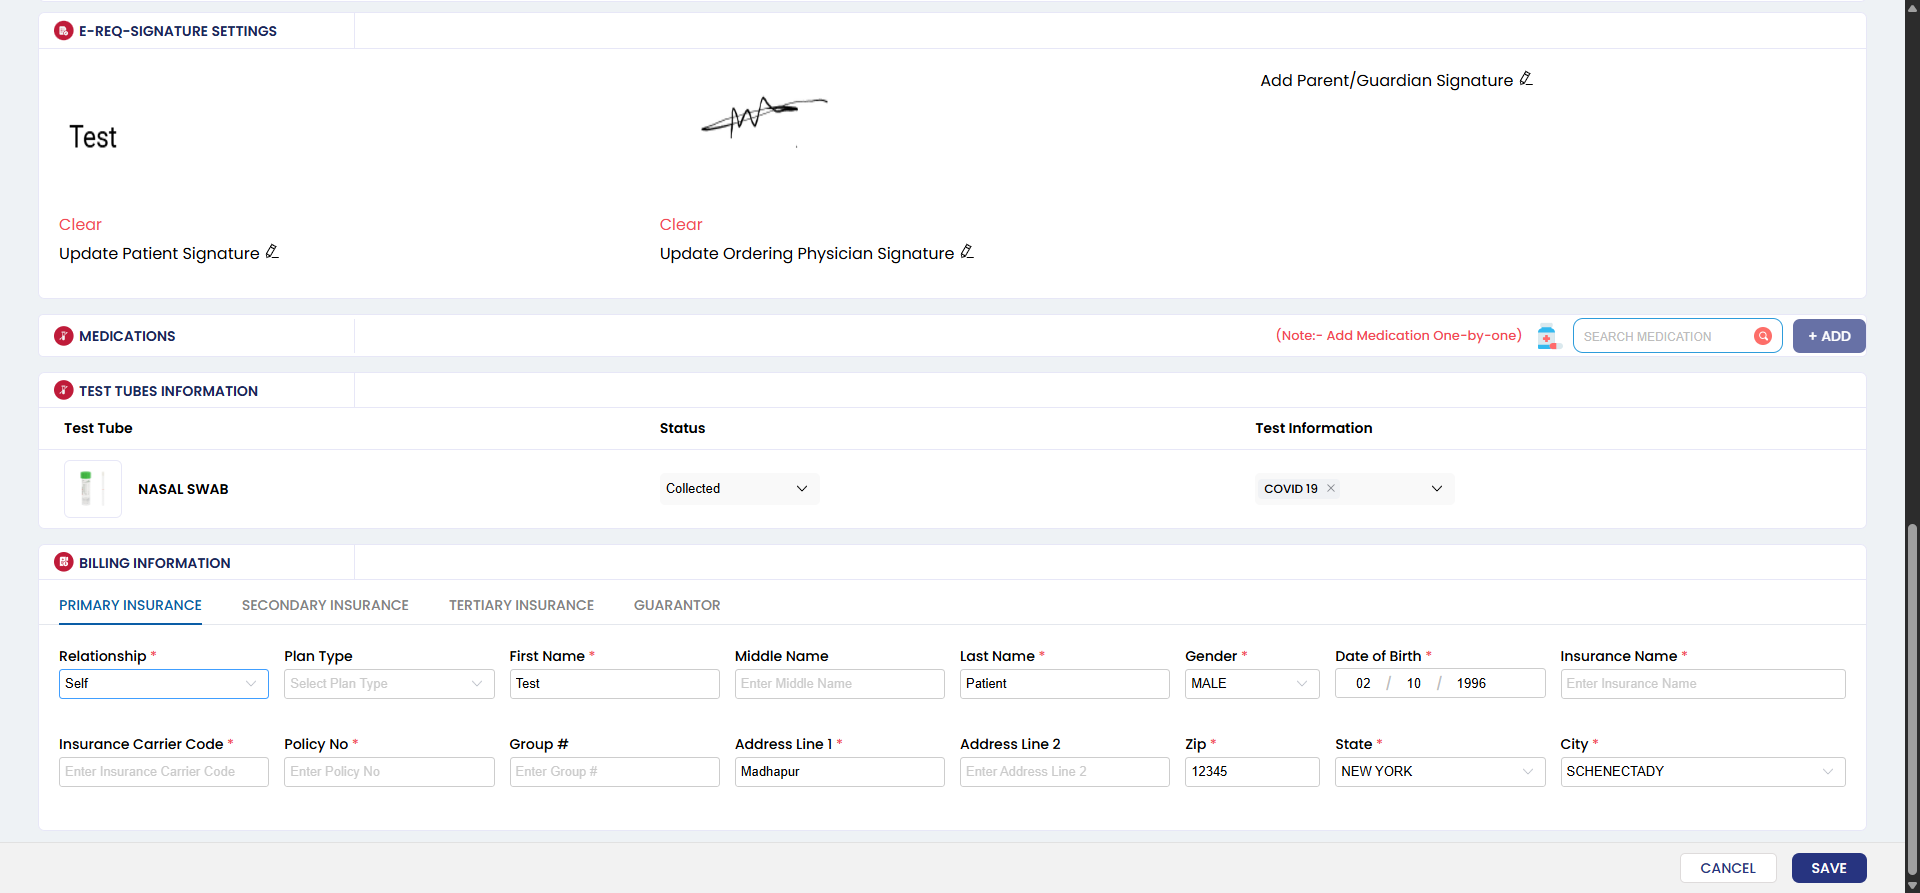 E-REQ-SIGNATURE SETTINGS
Add Parent/Guardian Signature
Test
Clear
Clear
Update Patient Signature
Update Ordering Physician Signature
MEDICATIONS
(Note:- Add Medication One-by-one)
SEARCH MEDICATION
+ ADD
TEST TUBES INFORMATION
Test Tube Status Test Information
NASAL SWAB Collected COVID 19 ×
BILLING INFORMATION
PRIMARY INSURANCE SECONDARY INSURANCE TERTIARY INSURANCE GUARANTOR
Relationship * Plan Type First Name * Middle Name Last Name * Gender * Date of Birth * Insurance Name *
Self Select Plan Type Test Enter Middle Name Patient MALE 02 / 10 / 1996 Enter Insurance Name
Insurance Carrier Code * Policy No * Group # Address Line 1 * Address Line 2 Zip * State * City *
Enter Insurance Carrier Code Enter Policy No Enter Group # Madhapur Enter Address Line 2 12345 NEW YORK SCHENECTADY
CANCEL SAVE